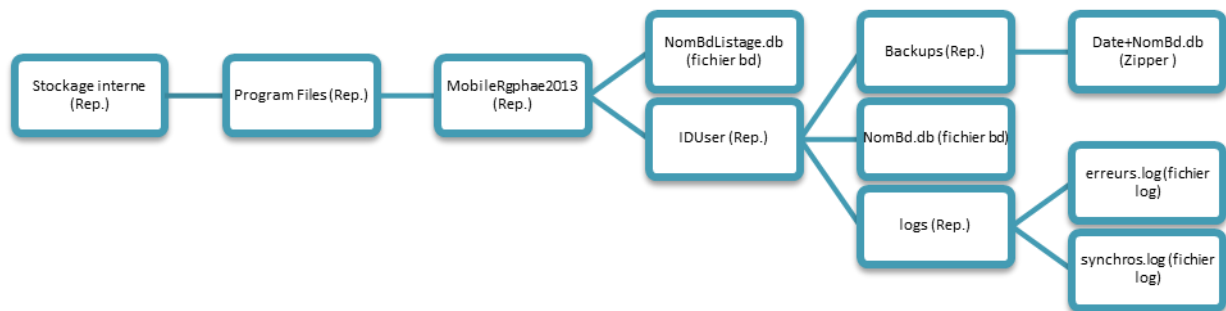 Stockage interne
(Rep.)
Program Files (Rep.)
MobileRgphae2013
(Rep.)
NomBdListage.db
(fichier bd)
IDUser (Rep.)
Backups (Rep.)
NomBd.db (fichier bd)
logs (Rep.)
Date+NomBd.db
(Zipper )
erreurs.log(fichier
log)
synchros.log (fichier
log)